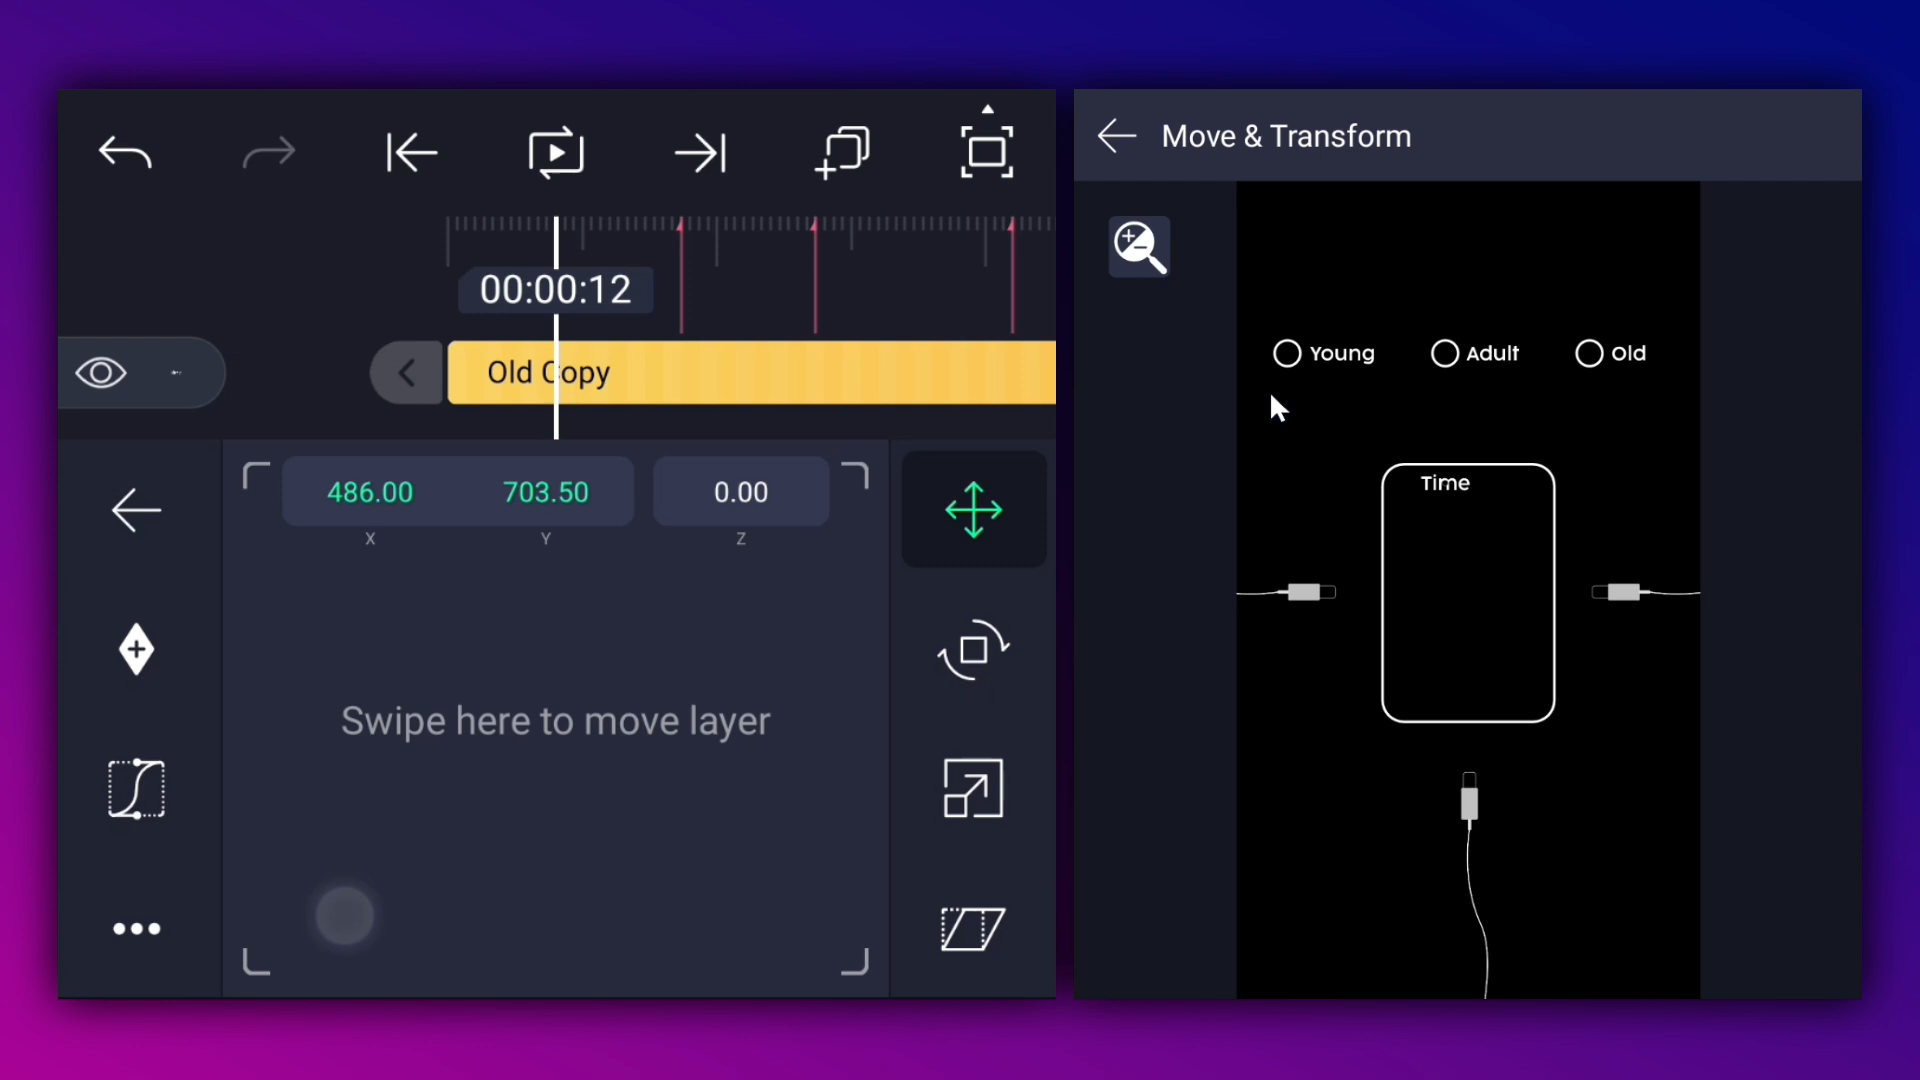 Move & Transform
00:00:12
Old Copy
486.00 703.50 0.00
X Y Z
Swipe here to move layer
Young Adult Old
Time